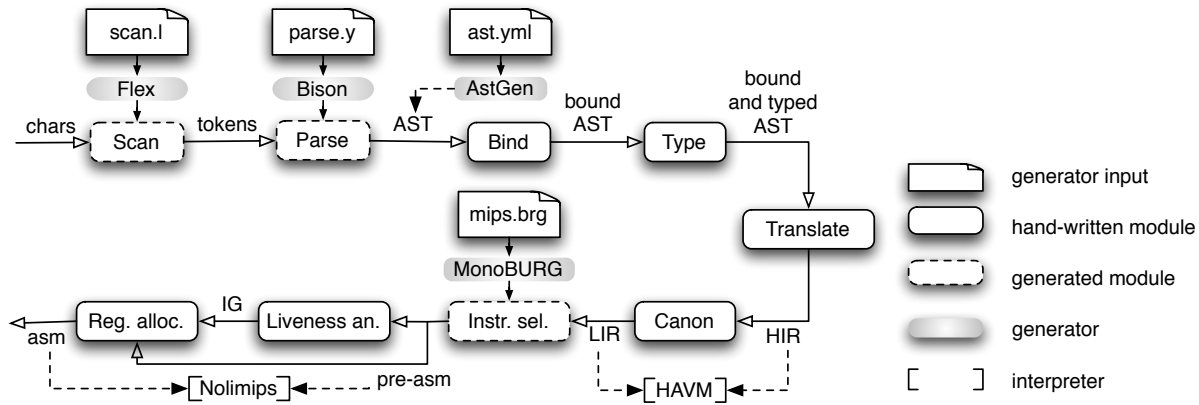 scan.l
parse.y
ast.yml
Flex
Bison
AstGen
chars
Scan
tokens
Parse
AST
Bind
bound
AST
Type
bound
and typed
AST
generator input
mips.brg
Translate
hand-written module
MonoBURG
generated module
asm
Reg. alloc.
IG
Liveness an.
Instr. sel.
LIR
Canon
HIR
generator
[Nolimips]
pre-asm
[HAVM]
[ ] interpreter